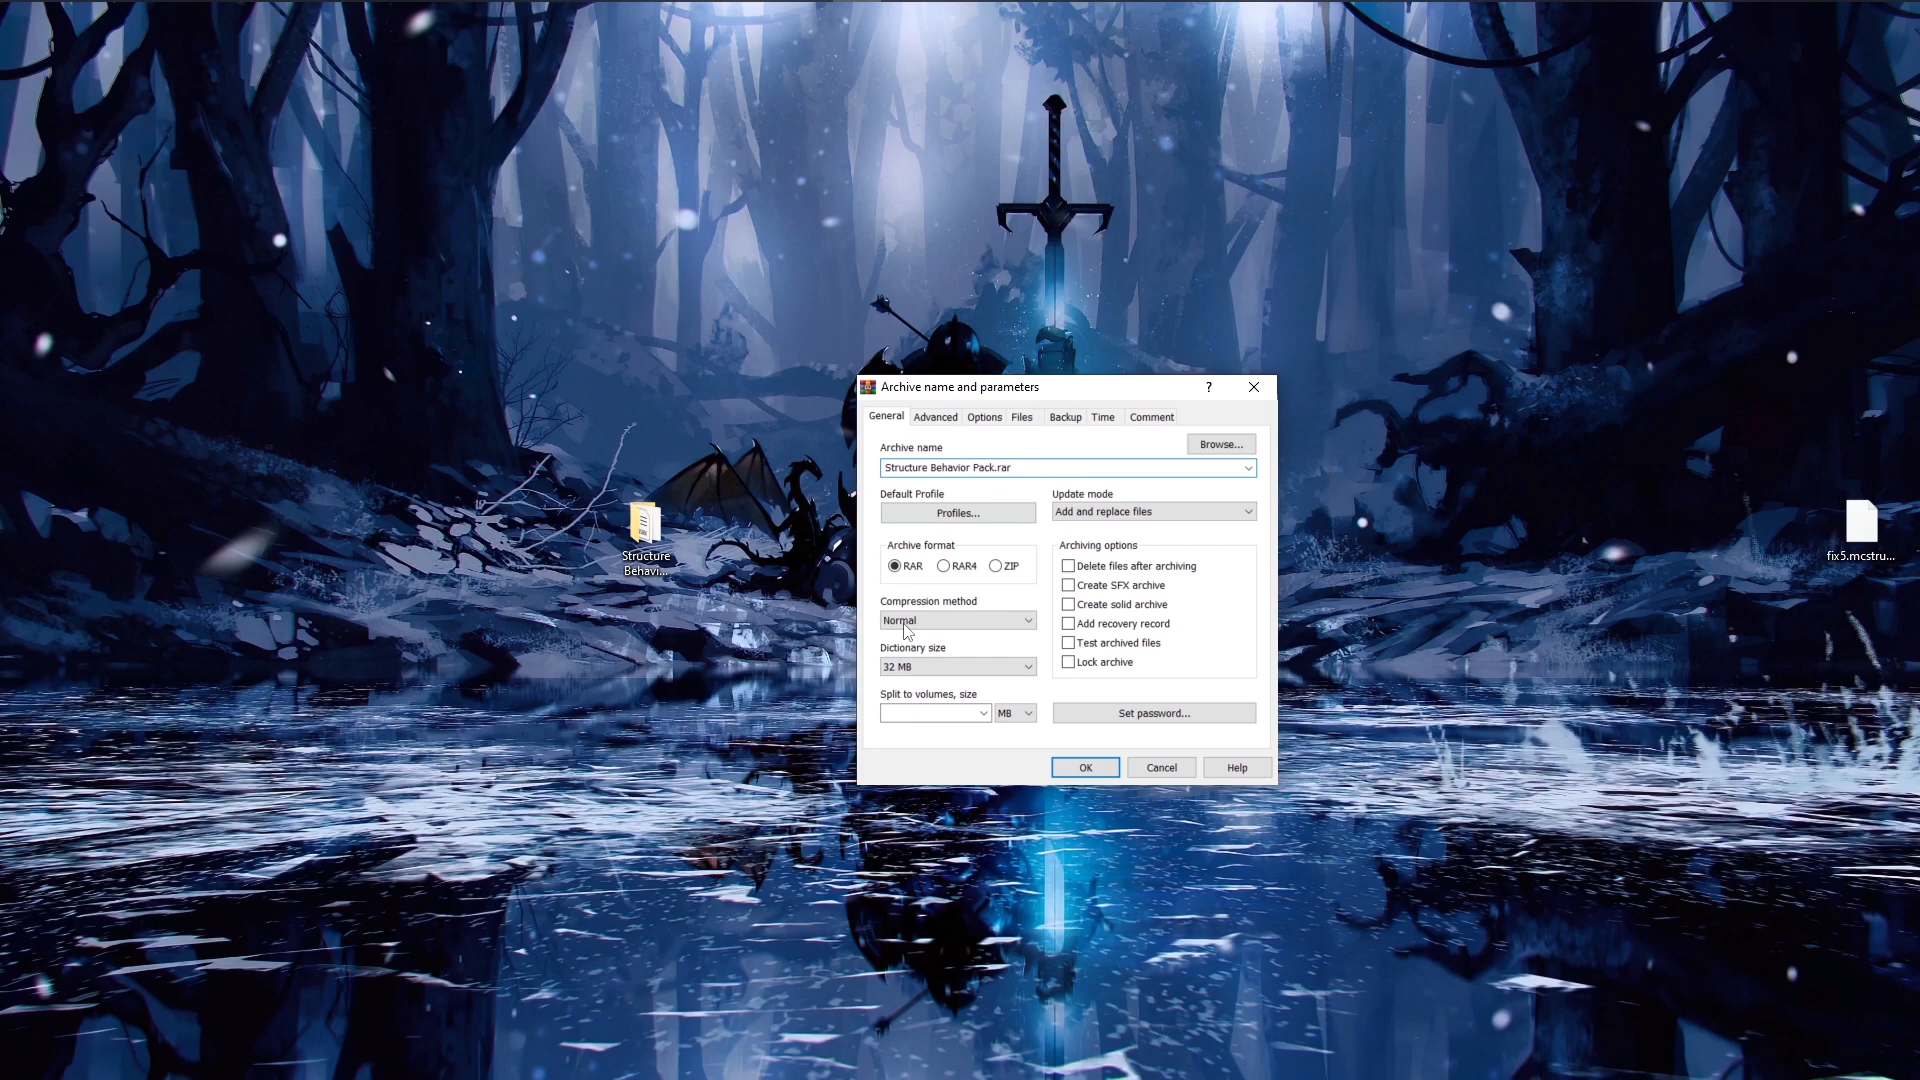 Archive name and parameters
?
General Advanced Options Files Backup Time Comment
Archive name
Browse...
Structure Behavior Pack.rar
Default Profile
Profiles...
Update mode
Add and replace files
Archive format
RAR RAR4 ZIP
Compression method
Normal
Dictionary size
32 MB
Split to volumes, size
MB
Archiving options
Delete files after archiving
Create SFX archive
Create solid archive
Add recovery record
Test archived files
Lock archive
Set password...
OK Cancel Help
Structure
Behavi...
fix5.mcstru...